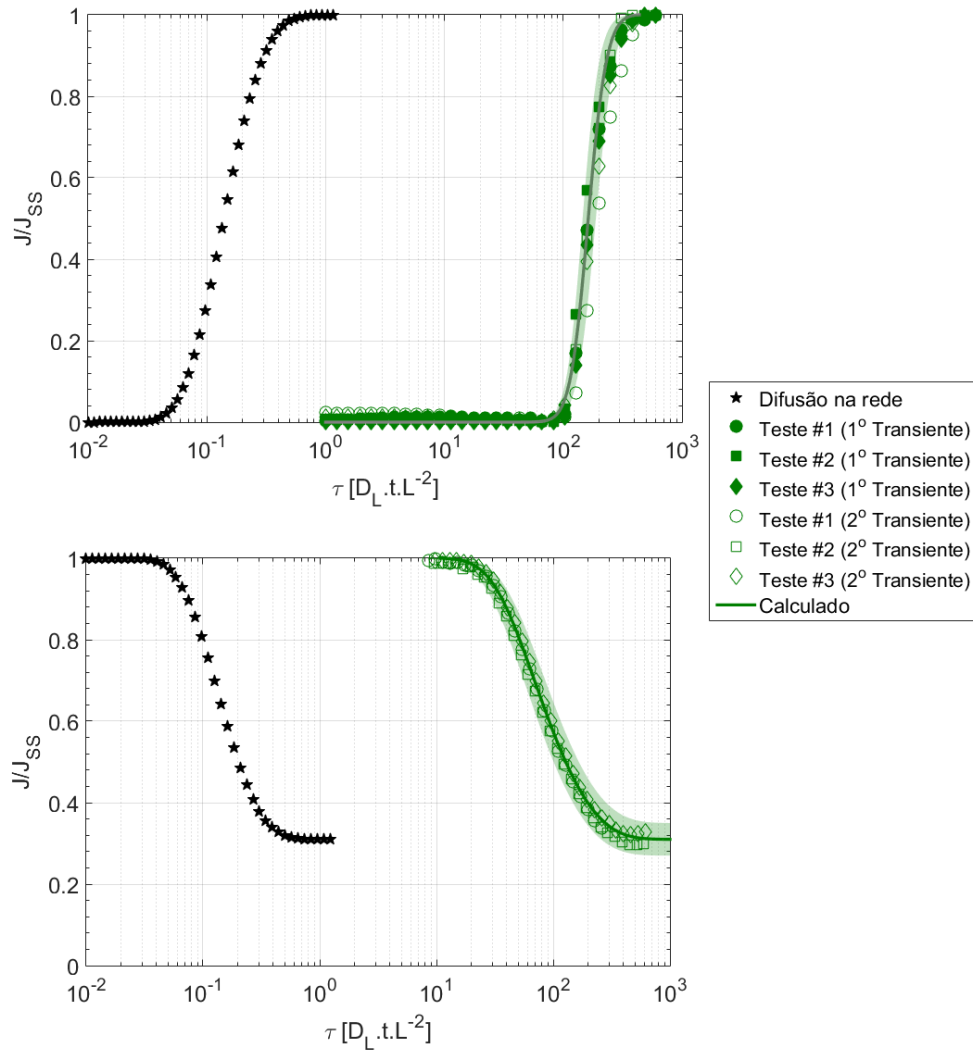 1
0.8
0.6
0.4
0.2
0
J/J_SS
10^-2
10^-1
10^0
10^1
10^2
10^3
τ [D_L.t.L^-2]
★ Difusão na rede
● Teste #1 (1º Transiente)
■ Teste #2 (1º Transiente)
◆ Teste #3 (1º Transiente)
○ Teste #1 (2º Transiente)
□ Teste #2 (2º Transiente)
◇ Teste #3 (2º Transiente)
Calculado
1
0.8
0.6
0.4
0.2
0
J/J_SS
10^-2
10^-1
10^0
10^1
10^2
10^3
τ [D_L.t.L^-2]